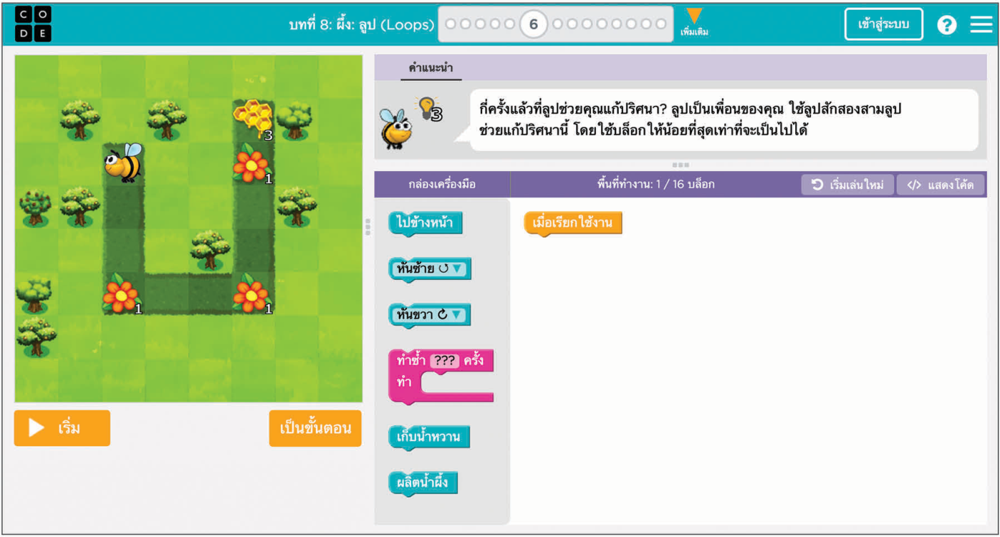 C O
D E
บทที่ 8: ผึ้ง: ลูป (Loops)
6
เพิ่มเติม
เข้าสู่ระบบ
?
3
1
1
1
เริ่ม
เป็นขั้นตอน
คำแนะนำ
3
กี่ครั้งแล้วที่ลูปช่วยคุณแก้ปริศนา? ลูปเป็นเพื่อนของคุณ ใช้ลูปสักสองสามลูป
ช่วยแก้ปริศนานี้ โดยใช้บล็อกให้น้อยที่สุดเท่าที่จะเป็นไปได้
กล่องเครื่องมือ
พื้นที่ทำงาน: 1 / 16 บล็อก
เริ่มเล่นใหม่
</> แสดงโค้ด
ไปข้างหน้า
หันซ้าย ↺ ▼
หันขวา ↻ ▼
ทำซ้ำ ??? ครั้ง
ทำ
เก็บน้ำหวาน
ผลิตน้ำผึ้ง
เมื่อเรียกใช้งาน